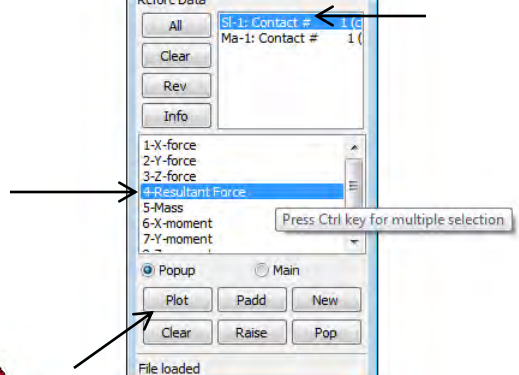 All
Sl-1: Contact # 1 (c
Ma-1: Contact # 1 (
Clear
Rev
Info
1-X-force
2-Y-force
3-Z-force
4-Resultant Force
5-Mass
6-X-moment
7-Y-moment
Press Ctrl key for multiple selection
Popup Main
Plot Padd New
Clear Raise Pop
File loaded